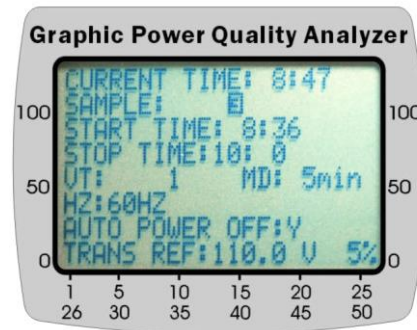 Graphic Power Quality Analyzer
CURRENT TIME: 8:47
SAMPLE: 3
START TIME: 8:36
STOP TIME:10: 0
VT: 1 MD: 5min
HZ:60HZ
AUTO POWER OFF:Y
TRANS REF:110.0 V 5%
100 100
50 50
0 0
1 5 10 15 20 25
26 30 35 40 45 50